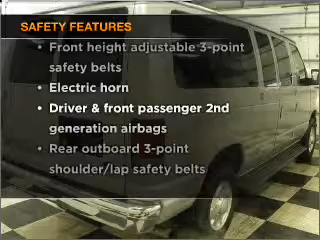 SAFETY FEATURES
• Front height adjustable 3-point
safety belts
• Electric horn
• Driver & front passenger 2nd
generation airbags
• Rear outboard 3-point
shoulder/lap safety belts